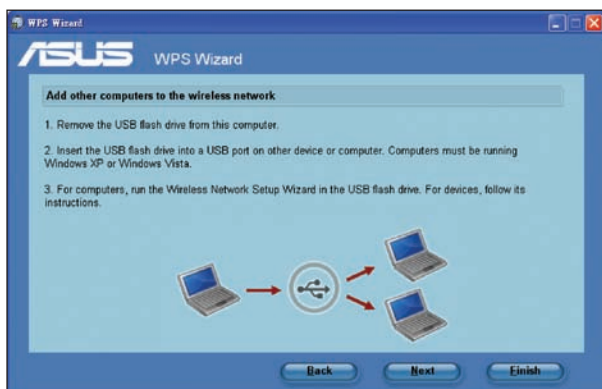 WPS Wizard
ASUS WPS Wizard
Add other computers to the wireless network
1. Remove the USB flash drive from this computer.
2. Insert the USB flash drive into a USB port on other device or computer. Computers must be running
Windows XP or Windows Vista.
3. For computers, run the Wireless Network Setup Wizard in the USB flash drive. For devices, follow its
instructions.
Back Next Finish